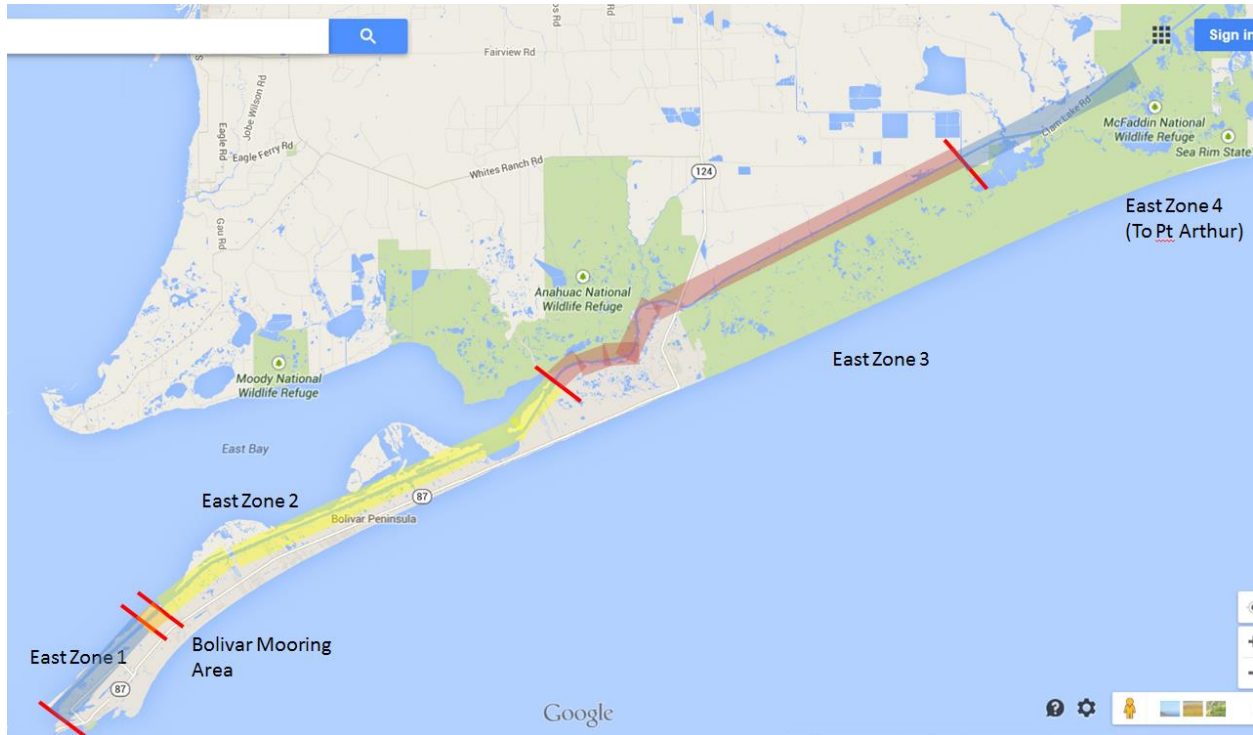 Sign in
Fairview Rd
Jobe Wilson Rd
Eagle Rd
Eagle Ferry Rd
Whites Ranch Rd
124
Gau Rd
Clam Lake Rd
McFaddin National
Wildlife Refuge
Sea Rim State
East Zone 4
(To Pt Arthur)
Anahuac National
Wildlife Refuge
East Zone 3
Moody National
Wildlife Refuge
East Bay
East Zone 2
87
Bolivar Peninsula
East Zone 1
Bolivar Mooring
Area
87
Google